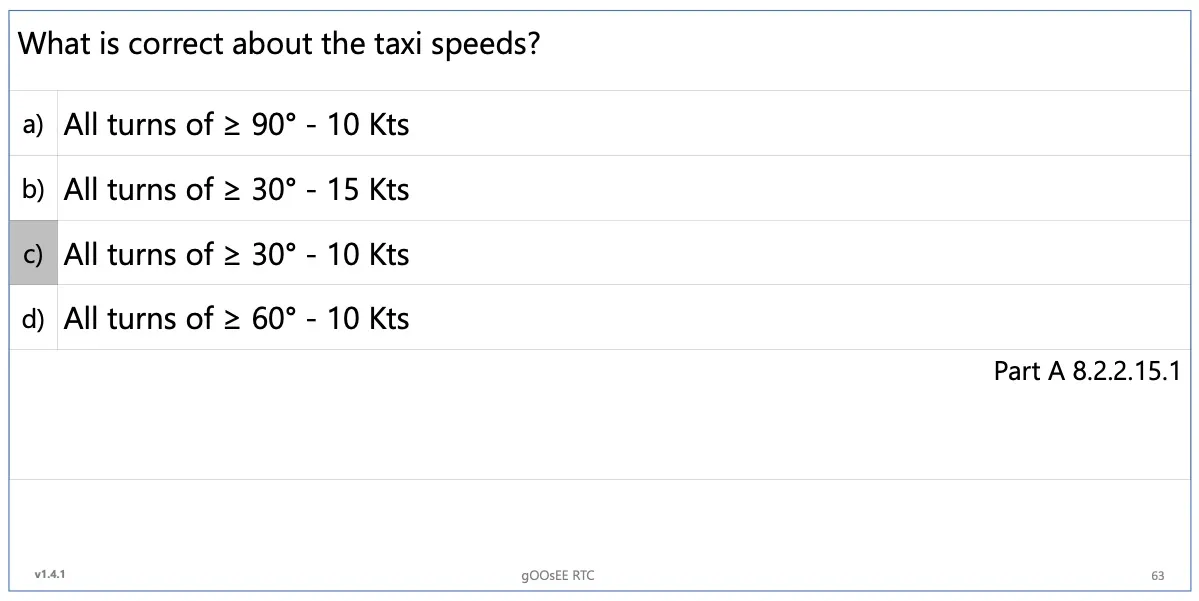 What is correct about the taxi speeds?
a) All turns of ≥ 90° - 10 Kts
b) All turns of ≥ 30° - 15 Kts
c) All turns of ≥ 30° - 10 Kts
d) All turns of ≥ 60° - 10 Kts
Part A 8.2.2.15.1
v1.4.1 gOOsEE RTC 63